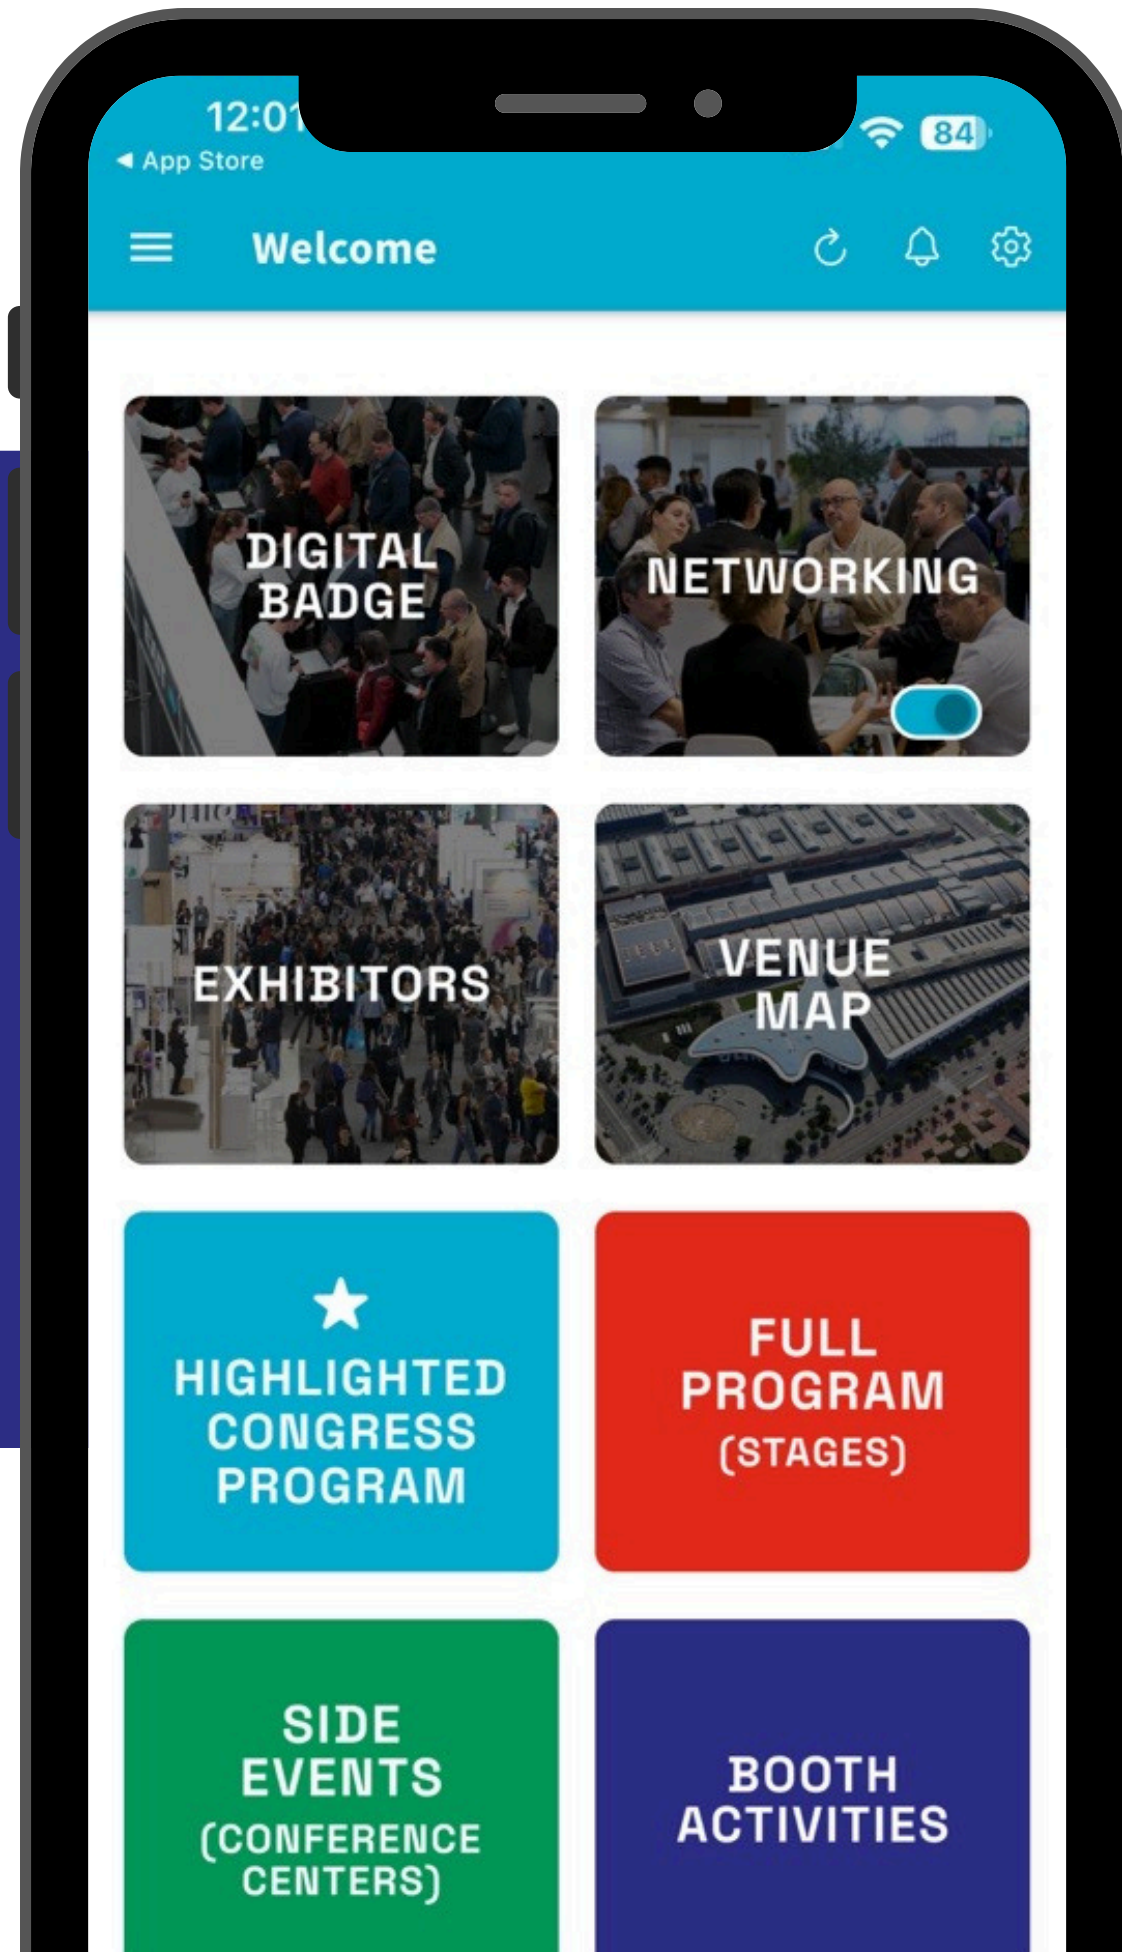 12:01
84
◀ App Store
Welcome
DIGITAL
BADGE
NETWORKING
EXHIBITORS
VENUE
MAP
HIGHLIGHTED
CONGRESS
PROGRAM
FULL
PROGRAM
(STAGES)
SIDE
EVENTS
(CONFERENCE
CENTERS)
BOOTH
ACTIVITIES